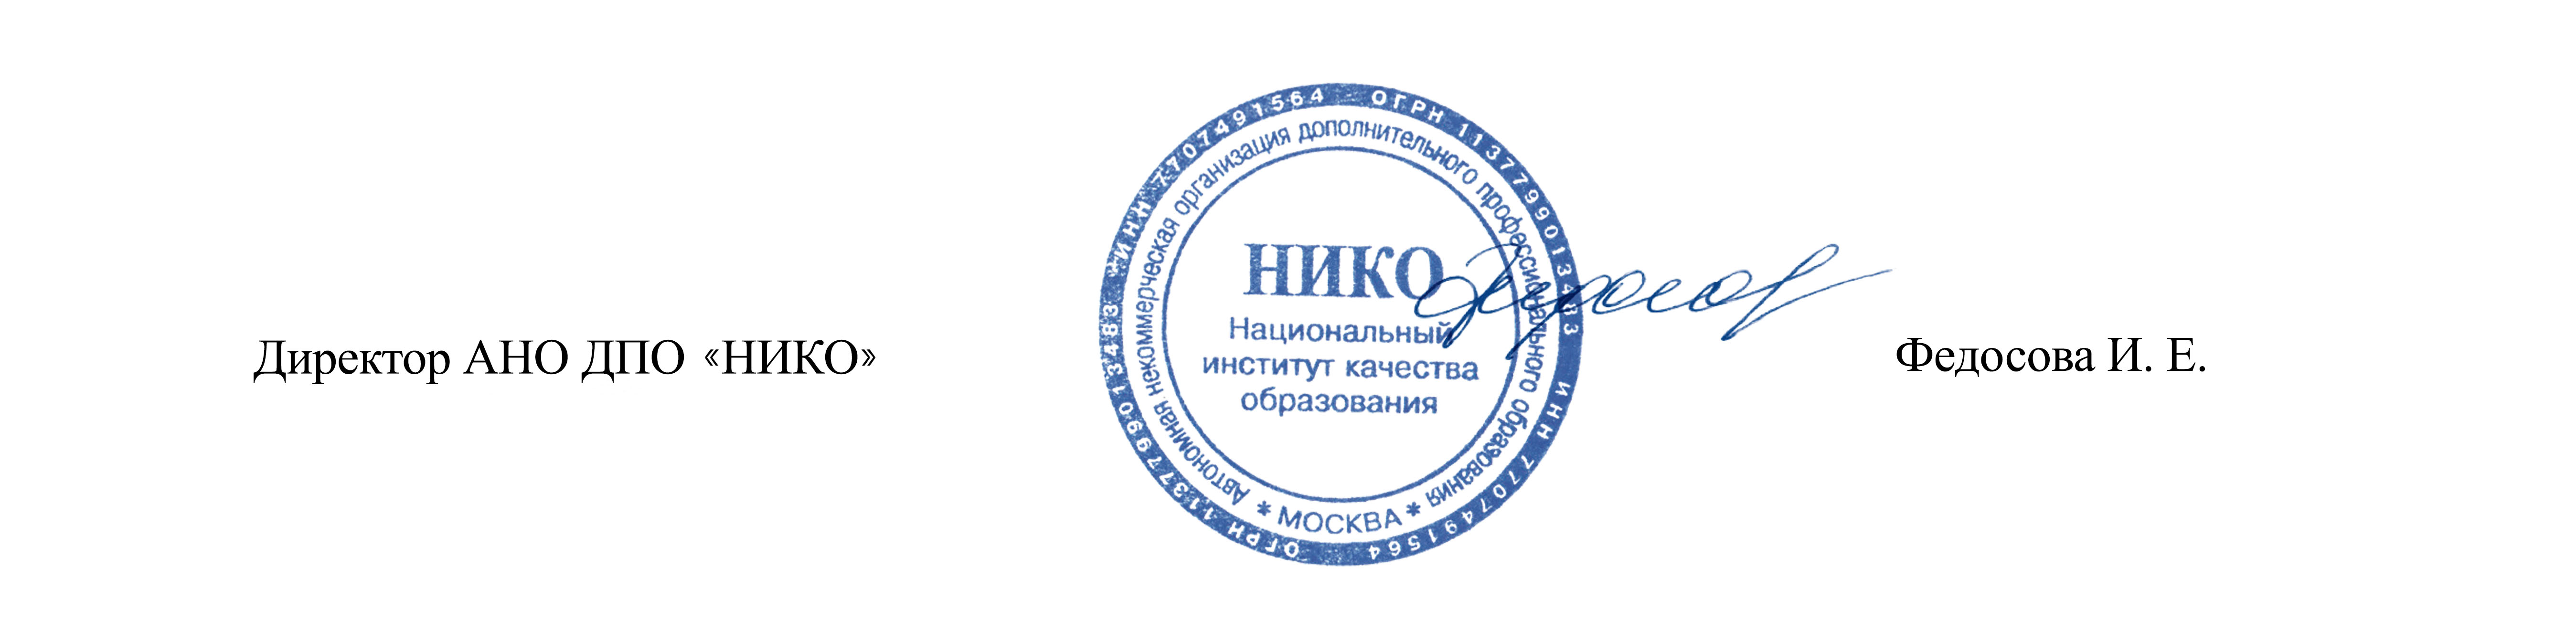 Директор АНО ДПО «НИКО»
ОГРН 1137799013483 ИНН 7707491564 ОГРН 1137799013483 ИНН 7707491564
Автономная некоммерческая организация дополнительного профессионального образования
* МОСКВА *
НИКО
Национальный
институт качества
образования
Федосова И. Е.